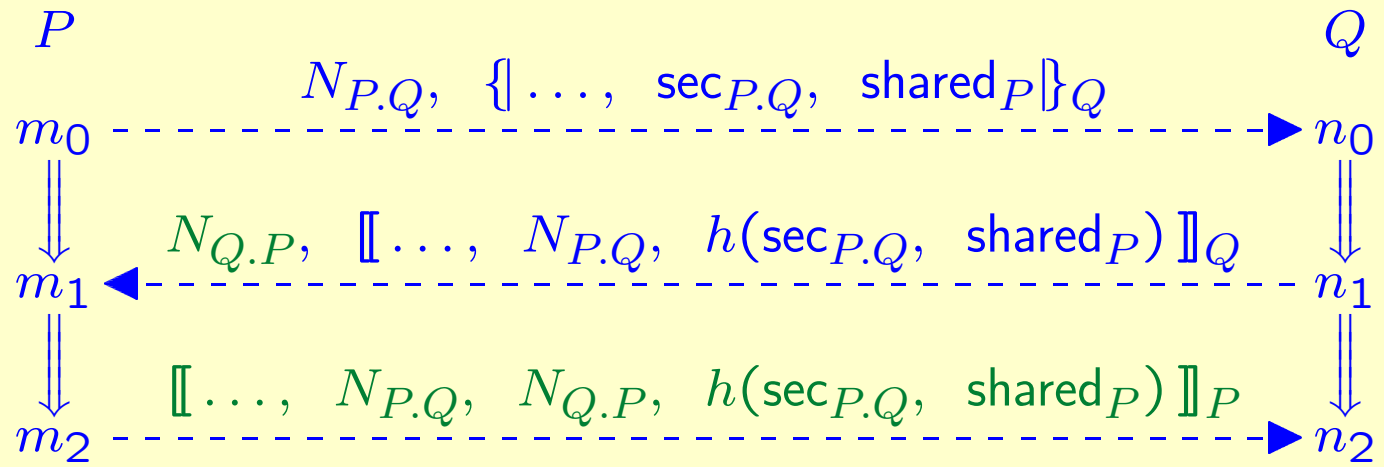 P Q
N_{P.Q}, {| ..., sec_{P.Q}, shared_P |}_Q
m_0 n_0
N_{Q.P}, ⟦ ..., N_{P.Q}, h(sec_{P.Q}, shared_P) ⟧_Q
m_1 n_1
⟦ ..., N_{P.Q}, N_{Q.P}, h(sec_{P.Q}, shared_P) ⟧_P
m_2 n_2